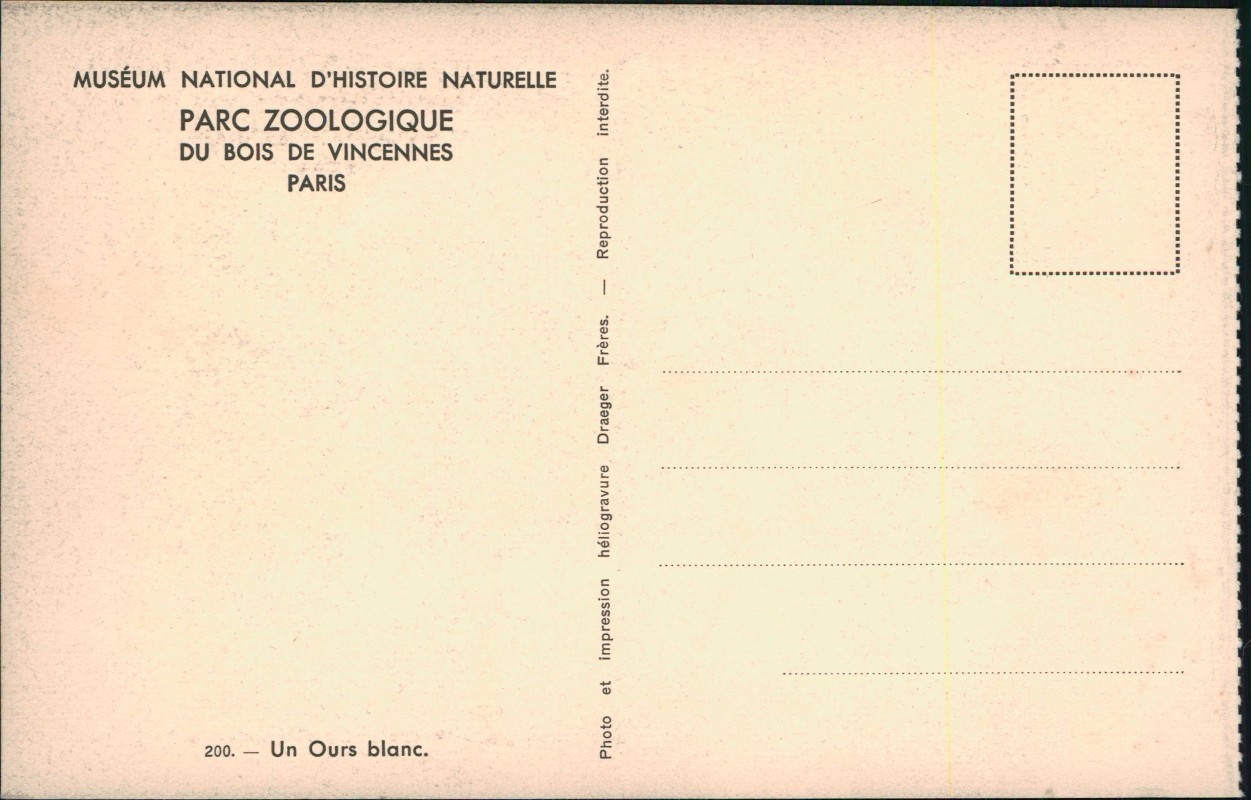 MUSÉUM NATIONAL D'HISTOIRE NATURELLE
PARC ZOOLOGIQUE
DU BOIS DE VINCENNES
PARIS
200. — Un Ours blanc.
Photo et impression héliogravure Draeger Frères. — Reproduction interdite.